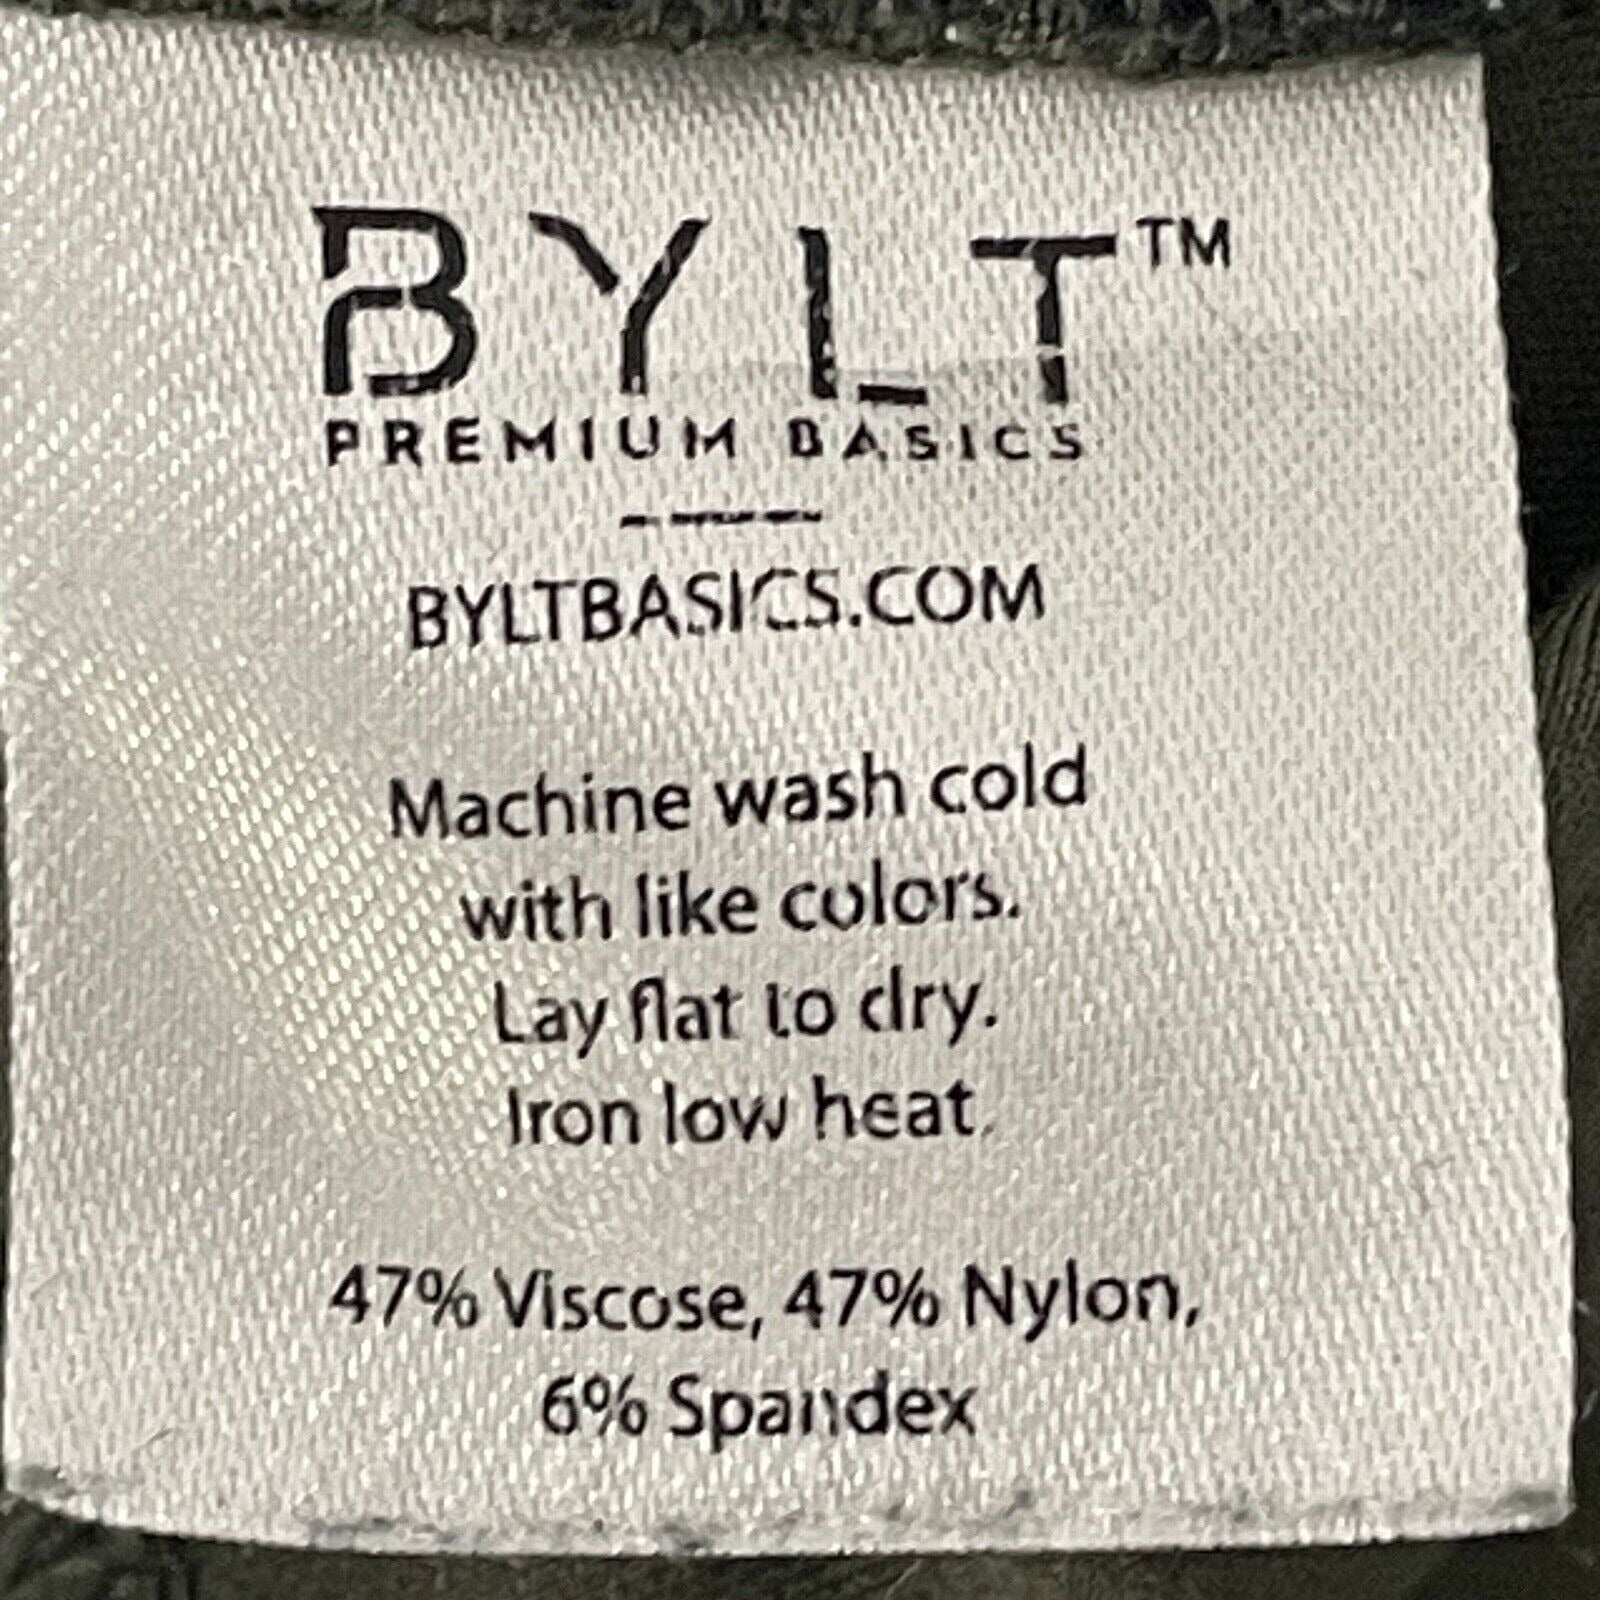 BYLT™
PREMIUM BASICS
BYLTBASICS.COM
Machine wash cold
with like colors.
Lay flat to dry.
Iron low heat.
47% Viscose, 47% Nylon,
6% Spandex